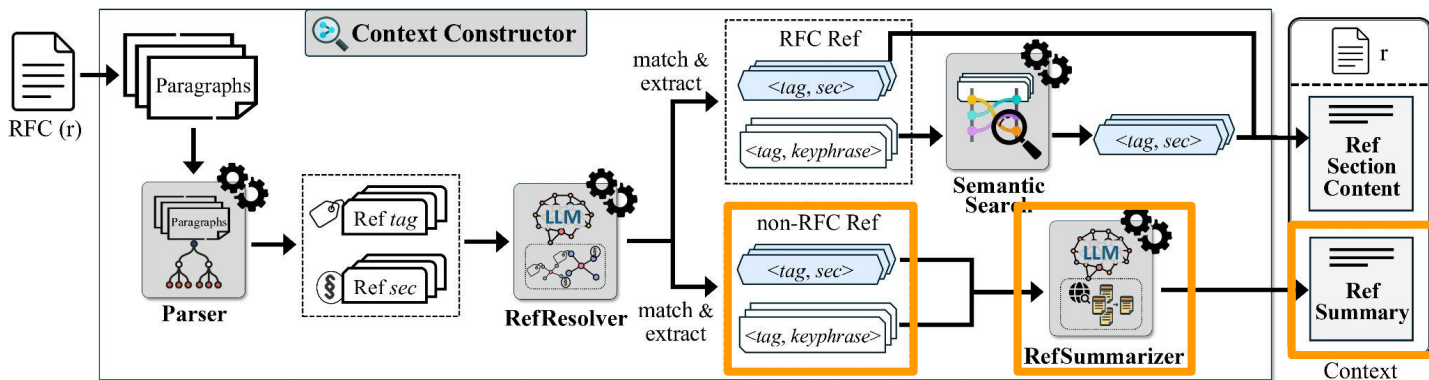 Context Constructor
RFC (r)
Paragraphs
Paragraphs
Parser
Ref tag
§
Ref sec
LLM
§
§
RefResolver
match &
extract
match &
extract
RFC Ref
<tag, sec>
<tag, keyphrase>
Semantic
Search
<tag, sec>
non-RFC Ref
<tag, sec>
<tag, keyphrase>
LLM
RefSummarizer
r
Ref
Section
Content
Ref
Summary
Context